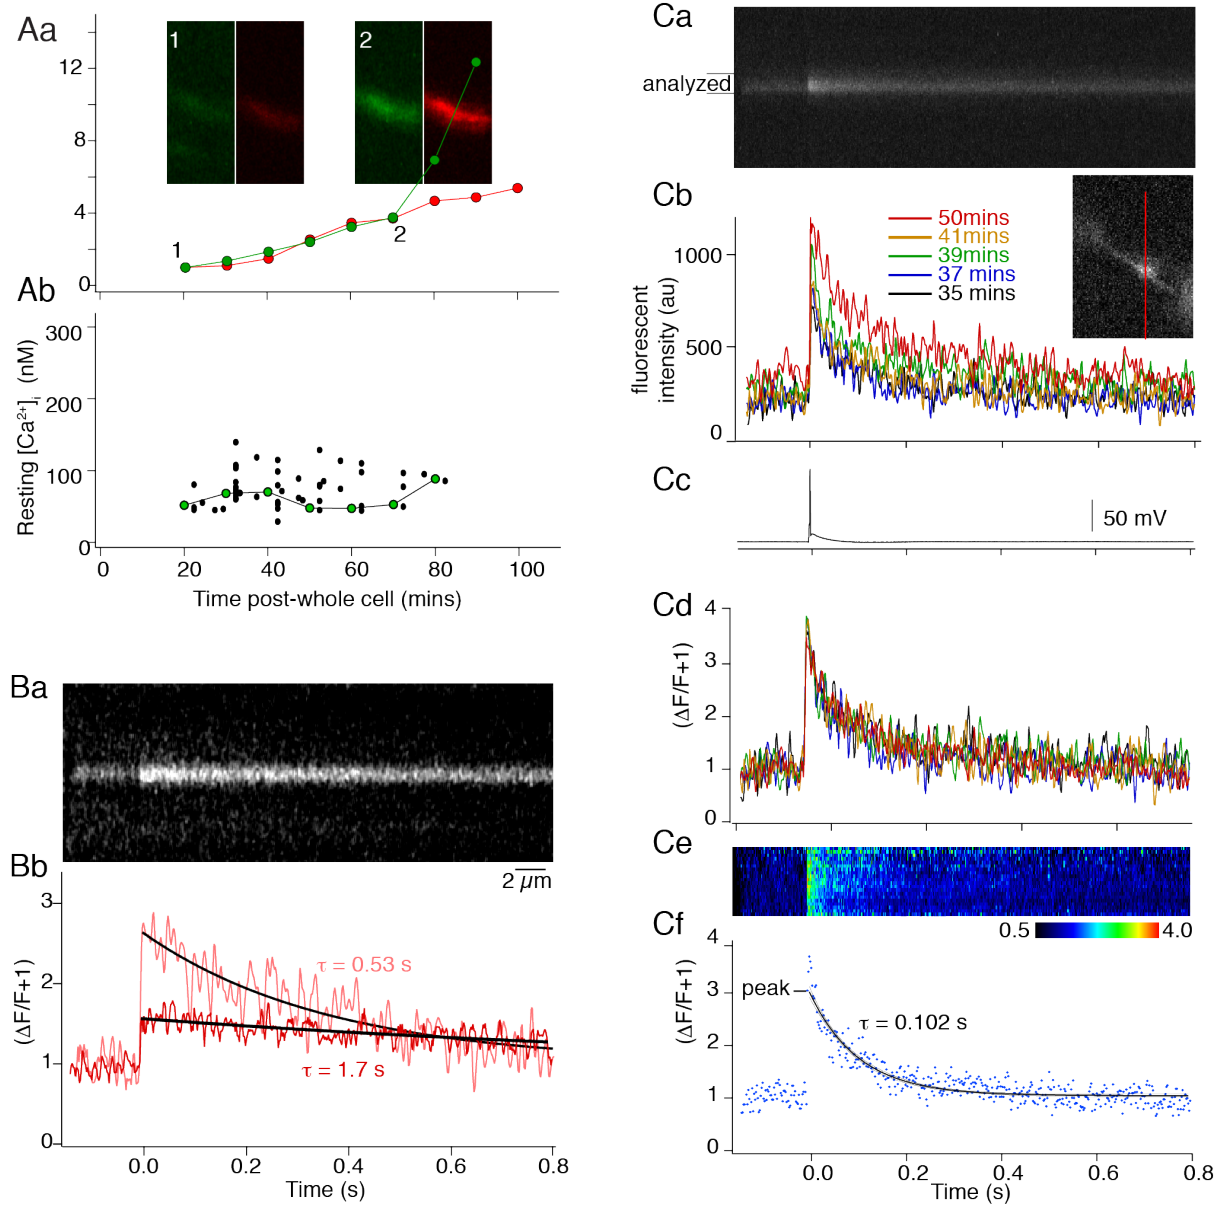 Aa
1
2
12
8
4
0
1
2
Ab
Resting [Ca²⁺]i (nM)
300
200
100
0
0
20
40
60
80
100
Time post-whole cell (mins)
Ba
Bb
2 µm
(ΔF/F+1)
3
2
1
0
τ = 0.53 s
τ = 1.7 s
0.0
0.2
0.4
0.6
0.8
Time (s)
Ca
analyzed
Cb
fluorescent
intensity (au)
1000
500
0
50mins
41mins
39mins
37 mins
35 mins
Cc
50 mV
Cd
(ΔF/F+1)
4
3
2
1
0
Ce
0.5
4.0
Cf
(ΔF/F+1)
4
3
2
1
0
peak
τ = 0.102 s
0.0
0.2
0.4
0.6
0.8
Time (s)